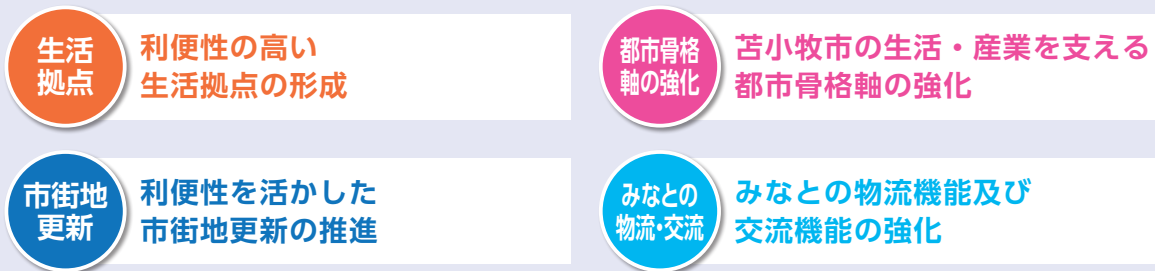 生活
拠点
利便性の高い
生活拠点の形成
都市骨格
軸の強化
苫小牧市の生活・産業を支える
都市骨格軸の強化
市街地
更新
利便性を活かした
市街地更新の推進
みなとの
物流・交流
みなとの物流機能及び
交流機能の強化